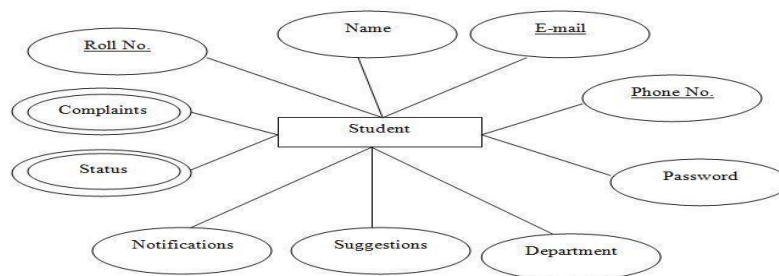 Name
E-mail
Roll No.
Phone No.
Complaints
Student
Status
Password
Notifications
Suggestions
Department